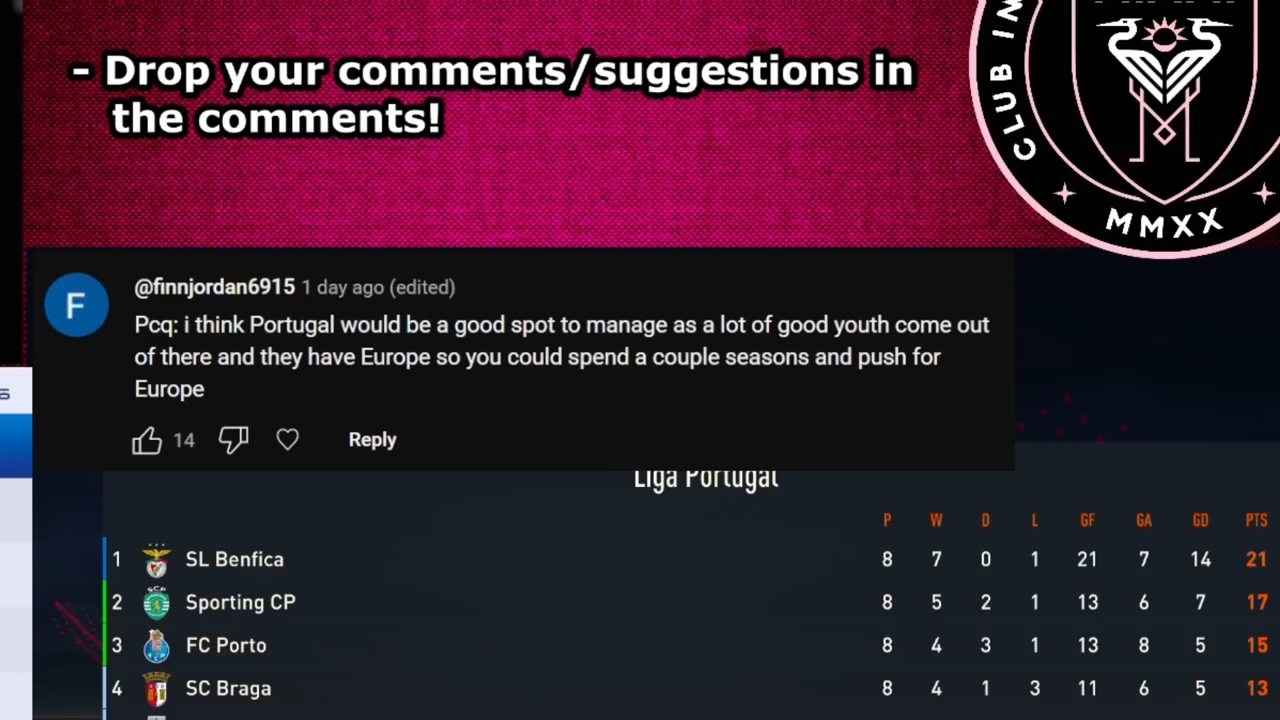 - Drop your comments/suggestions in
the comments!
CLUB IN
MMXX
F
@finnjordan6915 1 day ago (edited)
Pcq: i think Portugal would be a good spot to manage as a lot of good youth come out
of there and they have Europe so you could spend a couple seasons and push for
Europe
14
Reply
Liga Portugal
P W D L GF GA GD PTS
1 SL Benfica 8 7 0 1 21 7 14 21
2 SCP Sporting CP 8 5 2 1 13 6 7 17
3 FC Porto 8 4 3 1 13 8 5 15
4 SC Braga 8 4 1 3 11 6 5 13